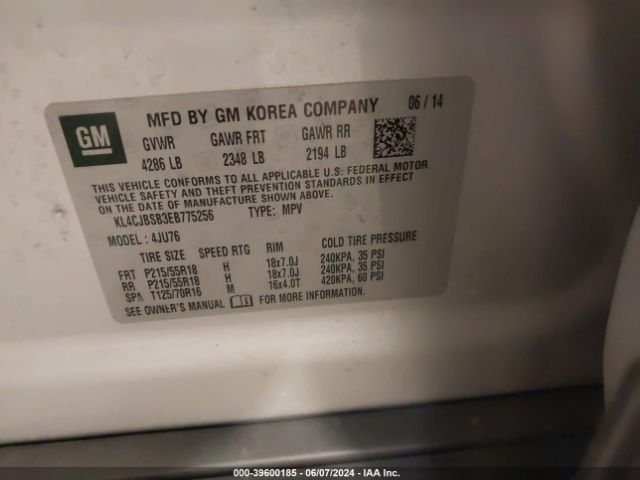 GM
MFD BY GM KOREA COMPANY 06 / 14
GVWR GAWR FRT GAWR RR
4286 LB 2348 LB 2194 LB
THIS VEHICLE CONFORMS TO ALL APPLICABLE U.S. FEDERAL MOTOR
VEHICLE SAFETY AND THEFT PREVENTION STANDARDS IN EFFECT
ON THE DATE OF MANUFACTURE SHOWN ABOVE.
KL4CJBSB3EB775256 TYPE: MPV
MODEL : 4JU76
TIRE SIZE SPEED RTG RIM COLD TIRE PRESSURE
FRT P215/55R18 H 18x7.0J 240KPA, 35 PSI
RR P215/55R18 H 18x7.0J 240KPA, 35 PSI
SPA T125/70R16 M 16x4.0T 420KPA, 60 PSI
SEE OWNER'S MANUAL FOR MORE INFORMATION.
000-39600185 - 06/07/2024 - IAAI Inc.